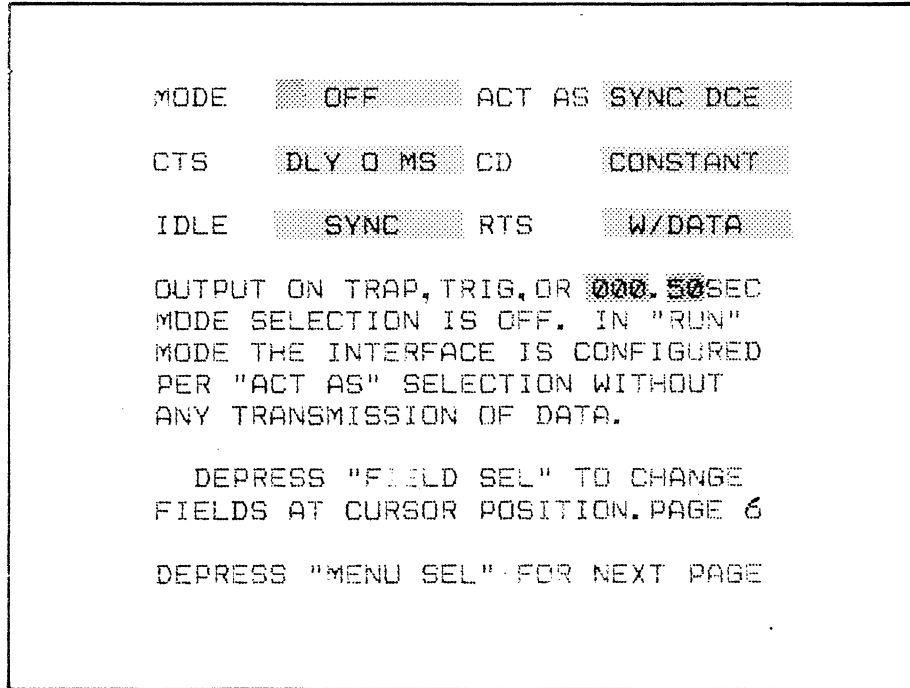 MODE OFF ACT AS SYNC DCE
CTS DLY 0 MS CD CONSTANT
IDLE SYNC RTS W/DATA
OUTPUT ON TRAP,TRIG,OR 000.50SEC
MODE SELECTION IS OFF. IN "RUN"
MODE THE INTERFACE IS CONFIGURED
PER "ACT AS" SELECTION WITHOUT
ANY TRANSMISSION OF DATA.
DEPRESS "FIELD SEL" TO CHANGE
FIELDS AT CURSOR POSITION.PAGE 6
DEPRESS "MENU SEL" FOR NEXT PAGE